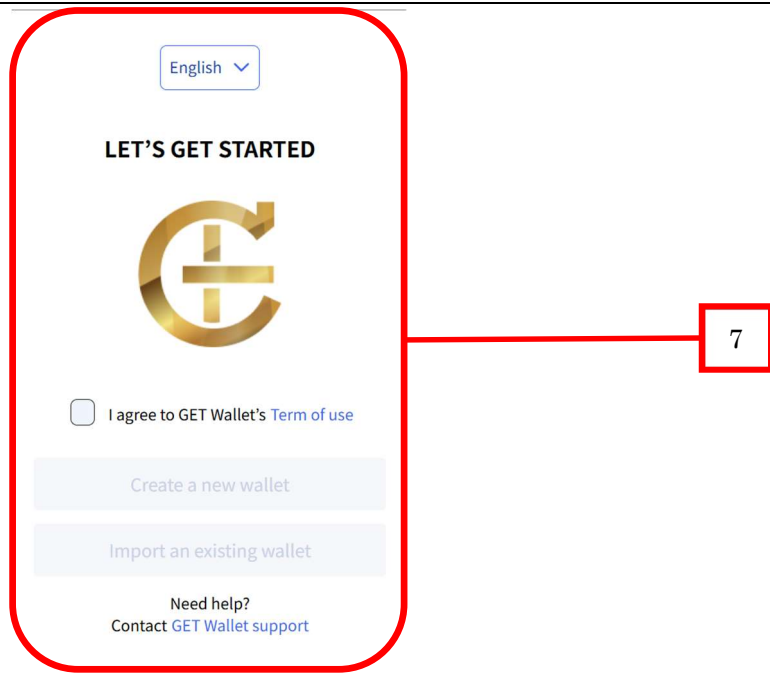 English
LET’S GET STARTED
I agree to GET Wallet’s Term of use
Create a new wallet
Import an existing wallet
Need help?
Contact GET Wallet support
7